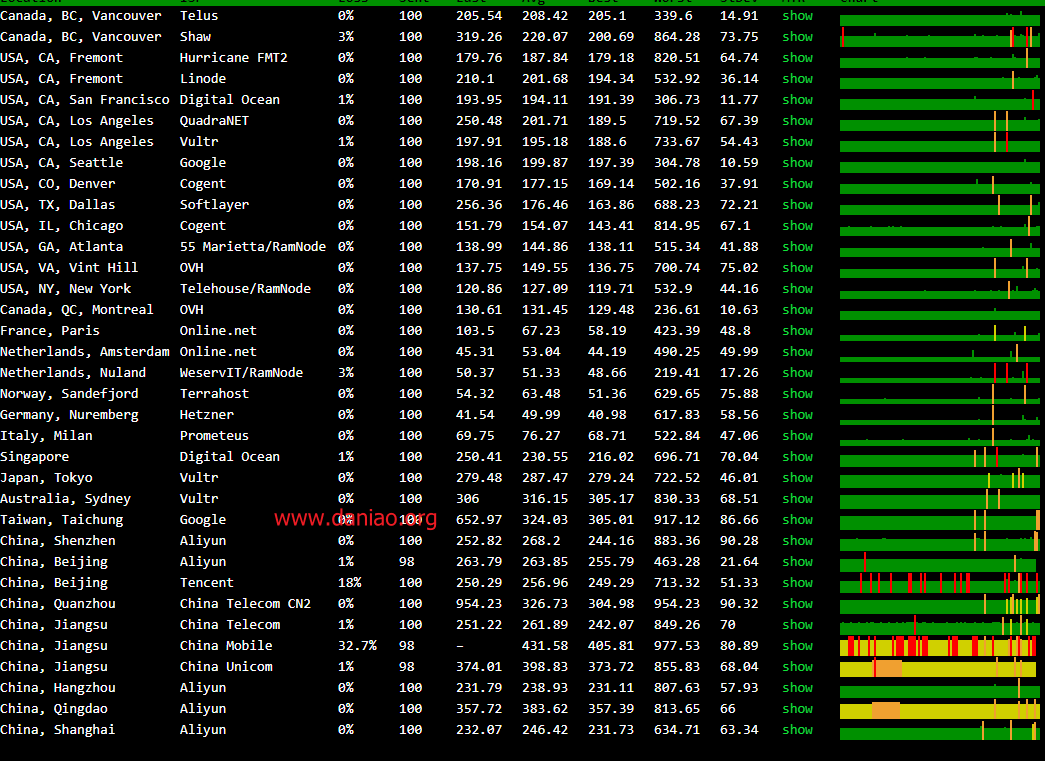 Location ISP Loss Sent Last Avg Best Worst StDev MTR Chart
Canada, BC, Vancouver Telus 0% 100 205.54 208.42 205.1 339.6 14.91 show
Canada, BC, Vancouver Shaw 3% 100 319.26 220.07 200.69 864.28 73.75 show
USA, CA, Fremont Hurricane FMT2 0% 100 179.76 187.84 179.18 820.51 64.74 show
USA, CA, Fremont Linode 0% 100 210.1 201.68 194.34 532.92 36.14 show
USA, CA, San Francisco Digital Ocean 1% 100 193.95 194.11 191.39 306.73 11.77 show
USA, CA, Los Angeles QuadraNET 0% 100 250.48 201.71 189.5 719.52 67.39 show
USA, CA, Los Angeles Vultr 1% 100 197.91 195.18 188.6 733.67 54.43 show
USA, CA, Seattle Google 0% 100 198.16 199.87 197.39 304.78 10.59 show
USA, CO, Denver Cogent 0% 100 170.91 177.15 169.14 502.16 37.91 show
USA, TX, Dallas Softlayer 0% 100 256.36 176.46 163.86 688.23 72.21 show
USA, IL, Chicago Cogent 0% 100 151.79 154.07 143.41 814.95 67.1 show
USA, GA, Atlanta 55 Marietta/RamNode 0% 100 138.99 144.86 138.11 515.34 41.88 show
USA, VA, Vint Hill OVH 0% 100 137.75 149.55 136.75 700.74 75.02 show
USA, NY, New York Telehouse/RamNode 0% 100 120.86 127.09 119.71 532.9 44.16 show
Canada, QC, Montreal OVH 0% 100 130.61 131.45 129.48 236.61 10.63 show
France, Paris Online.net 0% 100 103.5 67.23 58.19 423.39 48.8 show
Netherlands, Amsterdam Online.net 0% 100 45.31 53.04 44.19 490.25 49.99 show
Netherlands, Nuland WeservIT/RamNode 3% 100 50.37 51.33 48.66 219.41 17.26 show
Norway, Sandefjord Terrahost 0% 100 54.32 63.48 51.36 629.65 75.88 show
Germany, Nuremberg Hetzner 0% 100 41.54 49.99 40.98 617.83 58.56 show
Italy, Milan Prometeus 0% 100 69.75 76.27 68.71 522.84 47.06 show
Singapore Digital Ocean 1% 100 250.41 230.55 216.02 696.71 70.04 show
Japan, Tokyo Vultr 0% 100 279.48 287.47 279.24 722.52 46.01 show
Australia, Sydney Vultr 0% 100 306 316.15 305.17 830.33 68.51 show
Taiwan, Taichung Google 0% 100 652.97 324.03 305.01 917.12 86.66 show
www.daniao.org
China, Shenzhen Aliyun 0% 100 252.82 268.2 244.16 883.36 90.28 show
China, Beijing Aliyun 1% 98 263.79 263.85 255.79 463.28 21.64 show
China, Beijing Tencent 18% 100 250.29 256.96 249.29 713.32 51.33 show
China, Quanzhou China Telecom CN2 0% 100 954.23 326.73 304.98 954.23 90.32 show
China, Jiangsu China Telecom 1% 100 251.22 261.89 242.07 849.26 70 show
China, Jiangsu China Mobile 32.7% 98 – 431.58 405.81 977.53 80.89 show
China, Jiangsu China Unicom 1% 98 374.01 398.83 373.72 855.83 68.04 show
China, Hangzhou Aliyun 0% 100 231.79 238.93 231.11 807.63 57.93 show
China, Qingdao Aliyun 0% 100 357.72 383.62 357.39 813.65 66 show
China, Shanghai Aliyun 0% 100 232.07 246.42 231.73 634.71 63.34 show